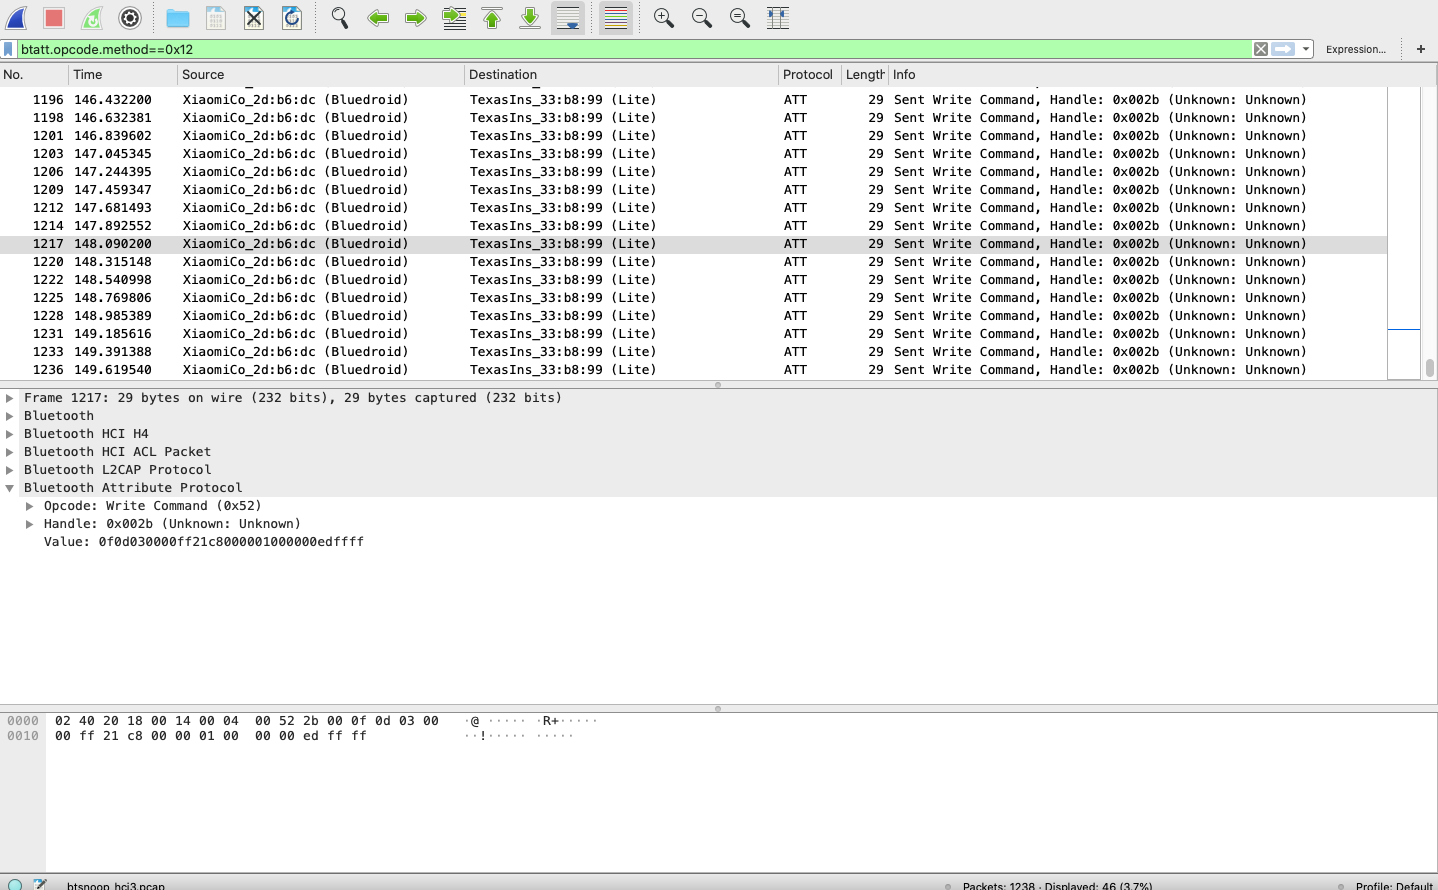 btatt.opcode.method==0x12
Expression...
+
No. Time Source Destination Protocol Length Info
1196 146.432200 XiaomiCo_2d:b6:dc (Bluedroid) TexasIns_33:b8:99 (Lite) ATT 29 Sent Write Command, Handle: 0x002b (Unknown: Unknown)
1198 146.632381 XiaomiCo_2d:b6:dc (Bluedroid) TexasIns_33:b8:99 (Lite) ATT 29 Sent Write Command, Handle: 0x002b (Unknown: Unknown)
1201 146.839602 XiaomiCo_2d:b6:dc (Bluedroid) TexasIns_33:b8:99 (Lite) ATT 29 Sent Write Command, Handle: 0x002b (Unknown: Unknown)
1203 147.045345 XiaomiCo_2d:b6:dc (Bluedroid) TexasIns_33:b8:99 (Lite) ATT 29 Sent Write Command, Handle: 0x002b (Unknown: Unknown)
1206 147.244395 XiaomiCo_2d:b6:dc (Bluedroid) TexasIns_33:b8:99 (Lite) ATT 29 Sent Write Command, Handle: 0x002b (Unknown: Unknown)
1209 147.459347 XiaomiCo_2d:b6:dc (Bluedroid) TexasIns_33:b8:99 (Lite) ATT 29 Sent Write Command, Handle: 0x002b (Unknown: Unknown)
1212 147.681493 XiaomiCo_2d:b6:dc (Bluedroid) TexasIns_33:b8:99 (Lite) ATT 29 Sent Write Command, Handle: 0x002b (Unknown: Unknown)
1214 147.892552 XiaomiCo_2d:b6:dc (Bluedroid) TexasIns_33:b8:99 (Lite) ATT 29 Sent Write Command, Handle: 0x002b (Unknown: Unknown)
1217 148.090200 XiaomiCo_2d:b6:dc (Bluedroid) TexasIns_33:b8:99 (Lite) ATT 29 Sent Write Command, Handle: 0x002b (Unknown: Unknown)
1220 148.315148 XiaomiCo_2d:b6:dc (Bluedroid) TexasIns_33:b8:99 (Lite) ATT 29 Sent Write Command, Handle: 0x002b (Unknown: Unknown)
1222 148.540998 XiaomiCo_2d:b6:dc (Bluedroid) TexasIns_33:b8:99 (Lite) ATT 29 Sent Write Command, Handle: 0x002b (Unknown: Unknown)
1225 148.769806 XiaomiCo_2d:b6:dc (Bluedroid) TexasIns_33:b8:99 (Lite) ATT 29 Sent Write Command, Handle: 0x002b (Unknown: Unknown)
1228 148.985389 XiaomiCo_2d:b6:dc (Bluedroid) TexasIns_33:b8:99 (Lite) ATT 29 Sent Write Command, Handle: 0x002b (Unknown: Unknown)
1231 149.185616 XiaomiCo_2d:b6:dc (Bluedroid) TexasIns_33:b8:99 (Lite) ATT 29 Sent Write Command, Handle: 0x002b (Unknown: Unknown)
1233 149.391388 XiaomiCo_2d:b6:dc (Bluedroid) TexasIns_33:b8:99 (Lite) ATT 29 Sent Write Command, Handle: 0x002b (Unknown: Unknown)
1236 149.619540 XiaomiCo_2d:b6:dc (Bluedroid) TexasIns_33:b8:99 (Lite) ATT 29 Sent Write Command, Handle: 0x002b (Unknown: Unknown)
Frame 1217: 29 bytes on wire (232 bits), 29 bytes captured (232 bits)
Bluetooth
Bluetooth HCI H4
Bluetooth HCI ACL Packet
Bluetooth L2CAP Protocol
Bluetooth Attribute Protocol
Opcode: Write Command (0x52)
Handle: 0x002b (Unknown: Unknown)
Value: 0f0d030000ff21c8000001000000edffff
0000 02 40 20 18 00 14 00 04 00 52 2b 00 0f 0d 03 00 ·@ ····· ·R+·····
0010 00 ff 21 c8 00 00 01 00 00 00 ed ff ff ··!····· ·····
btsnoop_hci3.pcap
Packets: 1238 · Displayed: 46 (3.7%)
Profile: Default